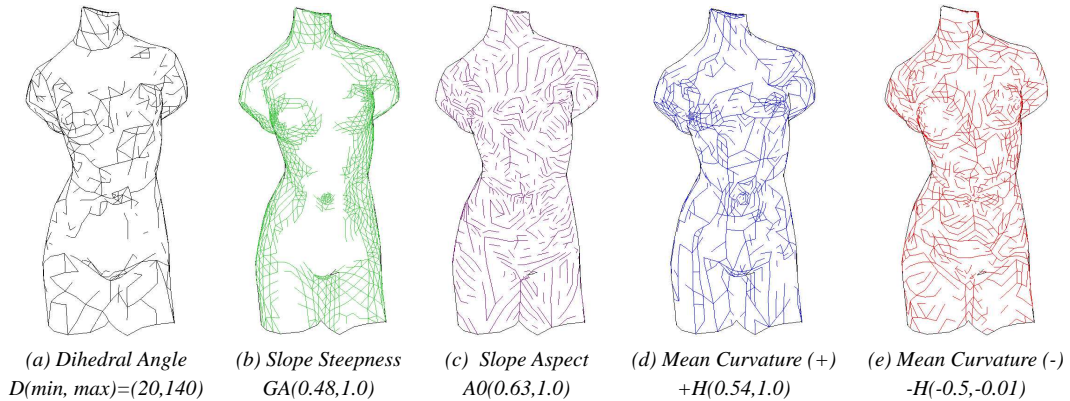 (a) Dihedral Angle
D(min, max)=(20,140)
(b) Slope Steepness
GA(0.48,1.0)
(c) Slope Aspect
A0(0.63,1.0)
(d) Mean Curvature (+)
+H(0.54,1.0)
(e) Mean Curvature (-)
-H(-0.5,-0.01)